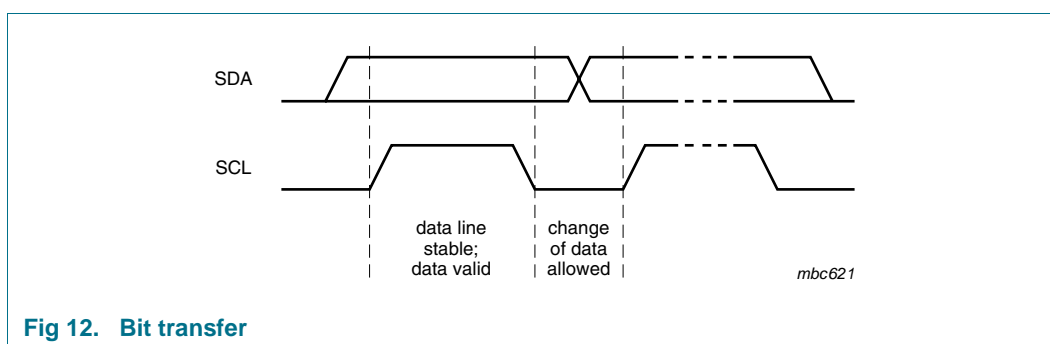 SDA
SCL
data line
stable;
data valid
change
of data
allowed
mbc621
Fig 12. Bit transfer